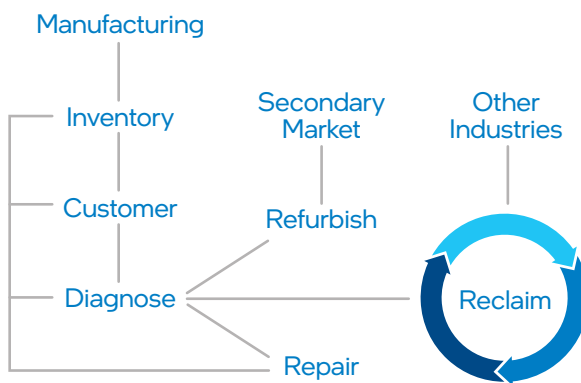 Manufacturing
Inventory
Secondary
Market
Other
Industries
Customer
Refurbish
Diagnose
Reclaim
Repair